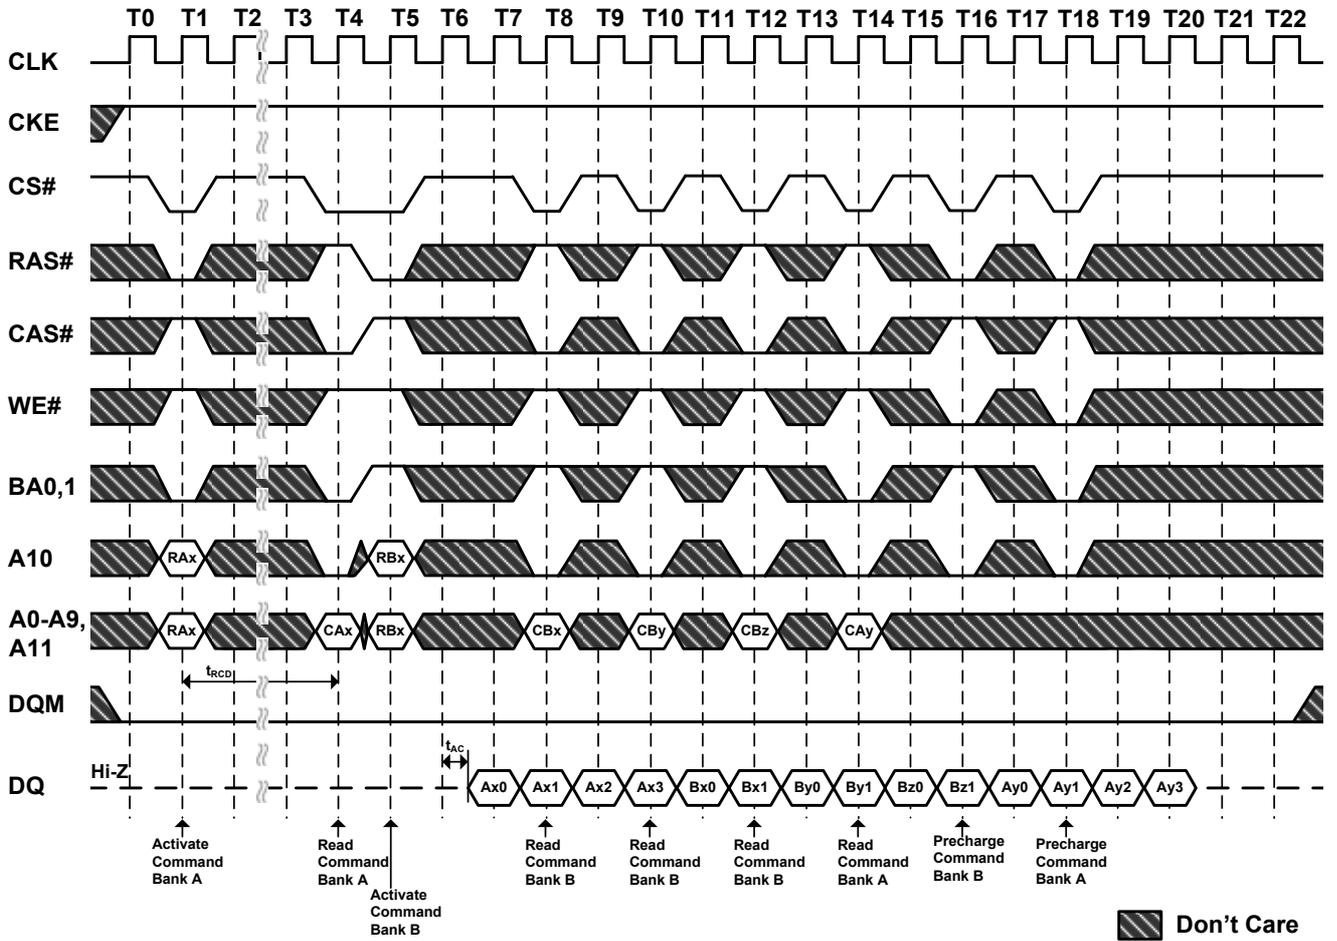 T0 T1 T2 T3 T4 T5 T6 T7 T8 T9 T10 T11 T12 T13 T14 T15 T16 T17 T18 T19 T20 T21 T22
CLK
CKE
CS#
RAS#
CAS#
WE#
BA0,1
A10
RAx RBx
A0-A9,
A11
RAx CAx RBx CBx CBy CBz CAy
tRCD
DQM
tAC
Hi-Z
DQ
Ax0 Ax1 Ax2 Ax3 Bx0 Bx1 By0 By1 Bz0 Bz1 Ay0 Ay1 Ay2 Ay3
Activate
Command
Bank A
Read
Command
Bank A
Activate
Command
Bank B
Read
Command
Bank B
Read
Command
Bank B
Read
Command
Bank B
Read
Command
Bank A
Precharge
Command
Bank B
Precharge
Command
Bank A
Don't Care